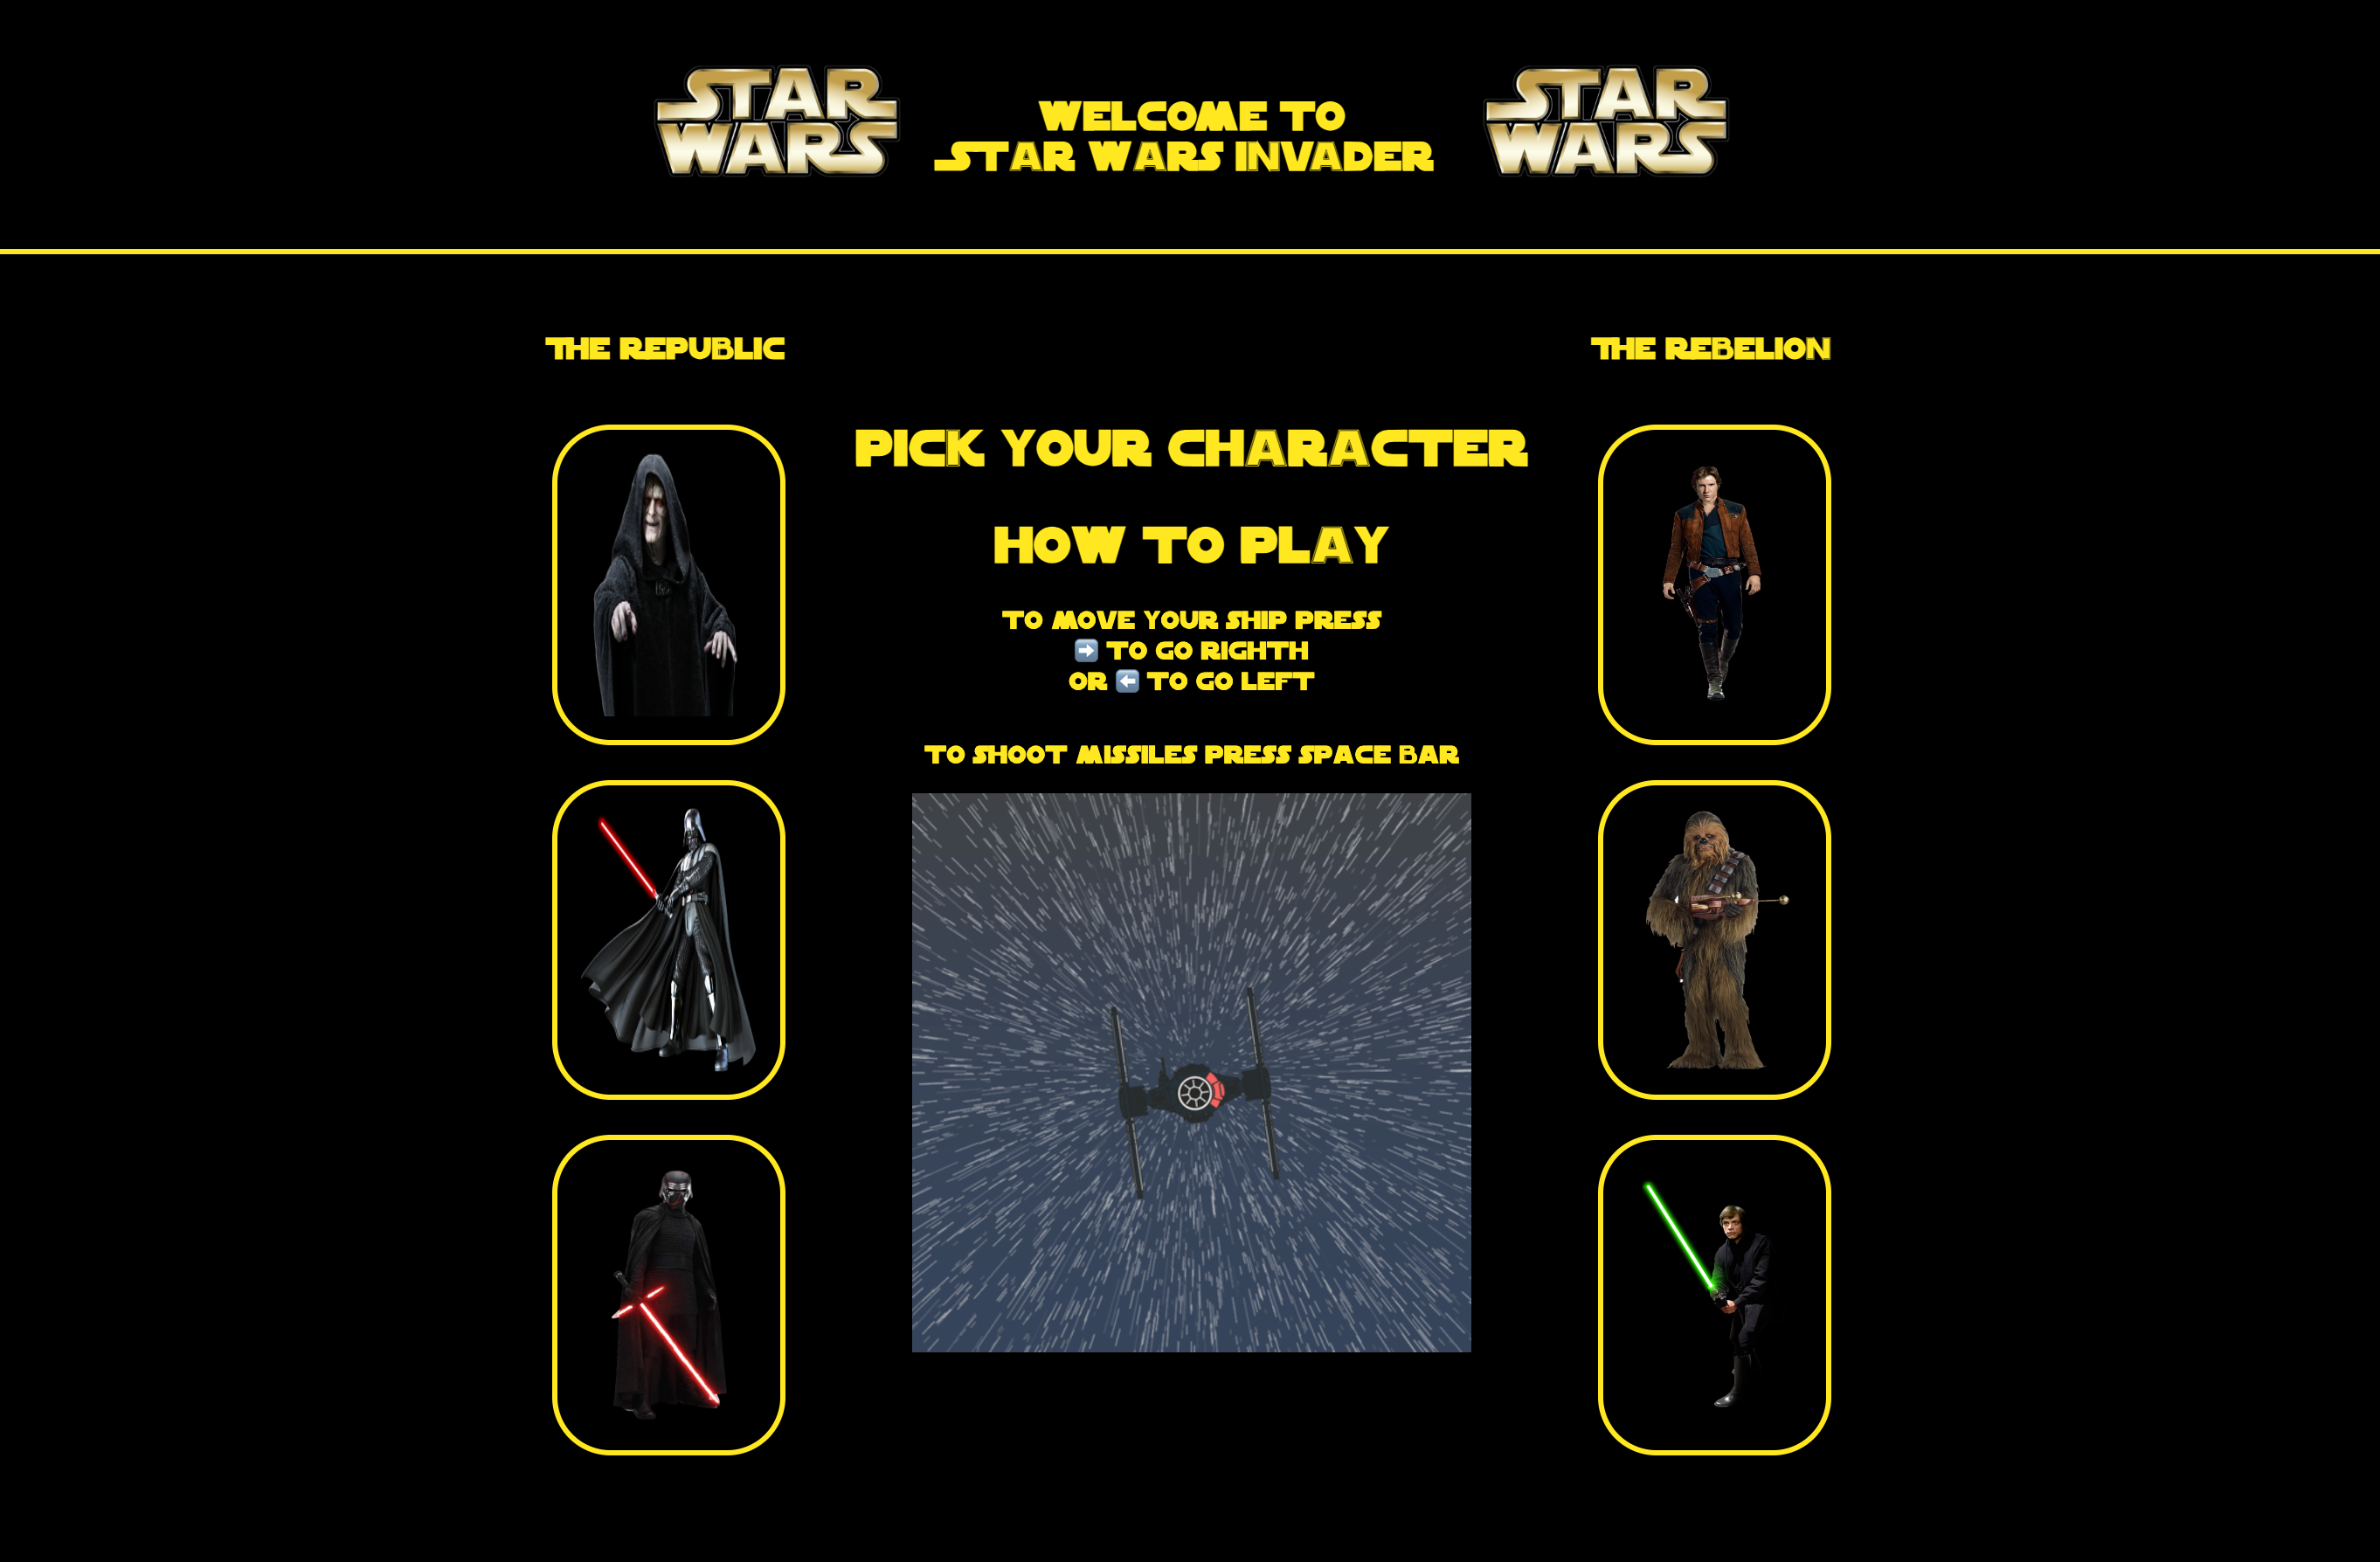 STAR
WARS
WELCOME TO
STAR WARS INVADER
STAR
WARS
THE REPUBLIC
THE REBELION
PICK YOUR CHARACTER
HOW TO PLAY
TO MOVE YOUR SHIP PRESS
➡️ TO GO RIGHTH
OR ⬅️ TO GO LEFT
TO SHOOT MISSILES PRESS SPACE BAR